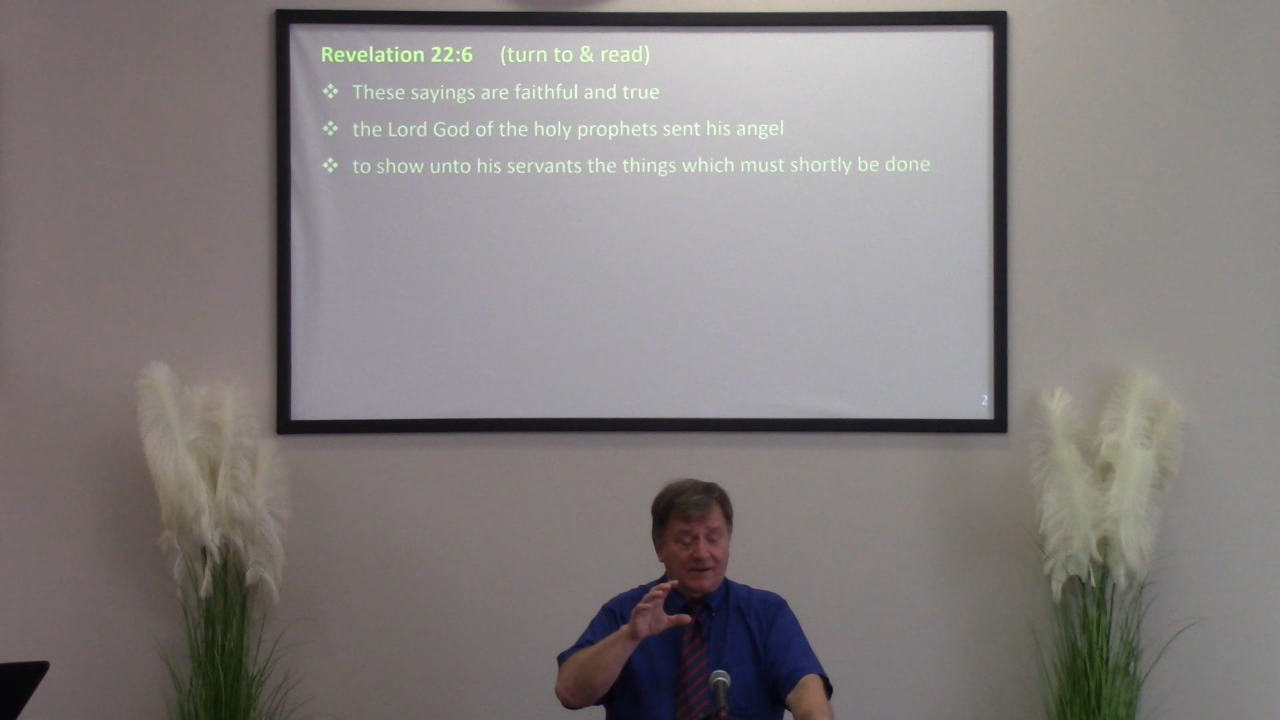 Revelation 22:6 (turn to & read)
❖ These sayings are faithful and true
❖ the Lord God of the holy prophets sent his angel
❖ to show unto his servants the things which must shortly be done
2